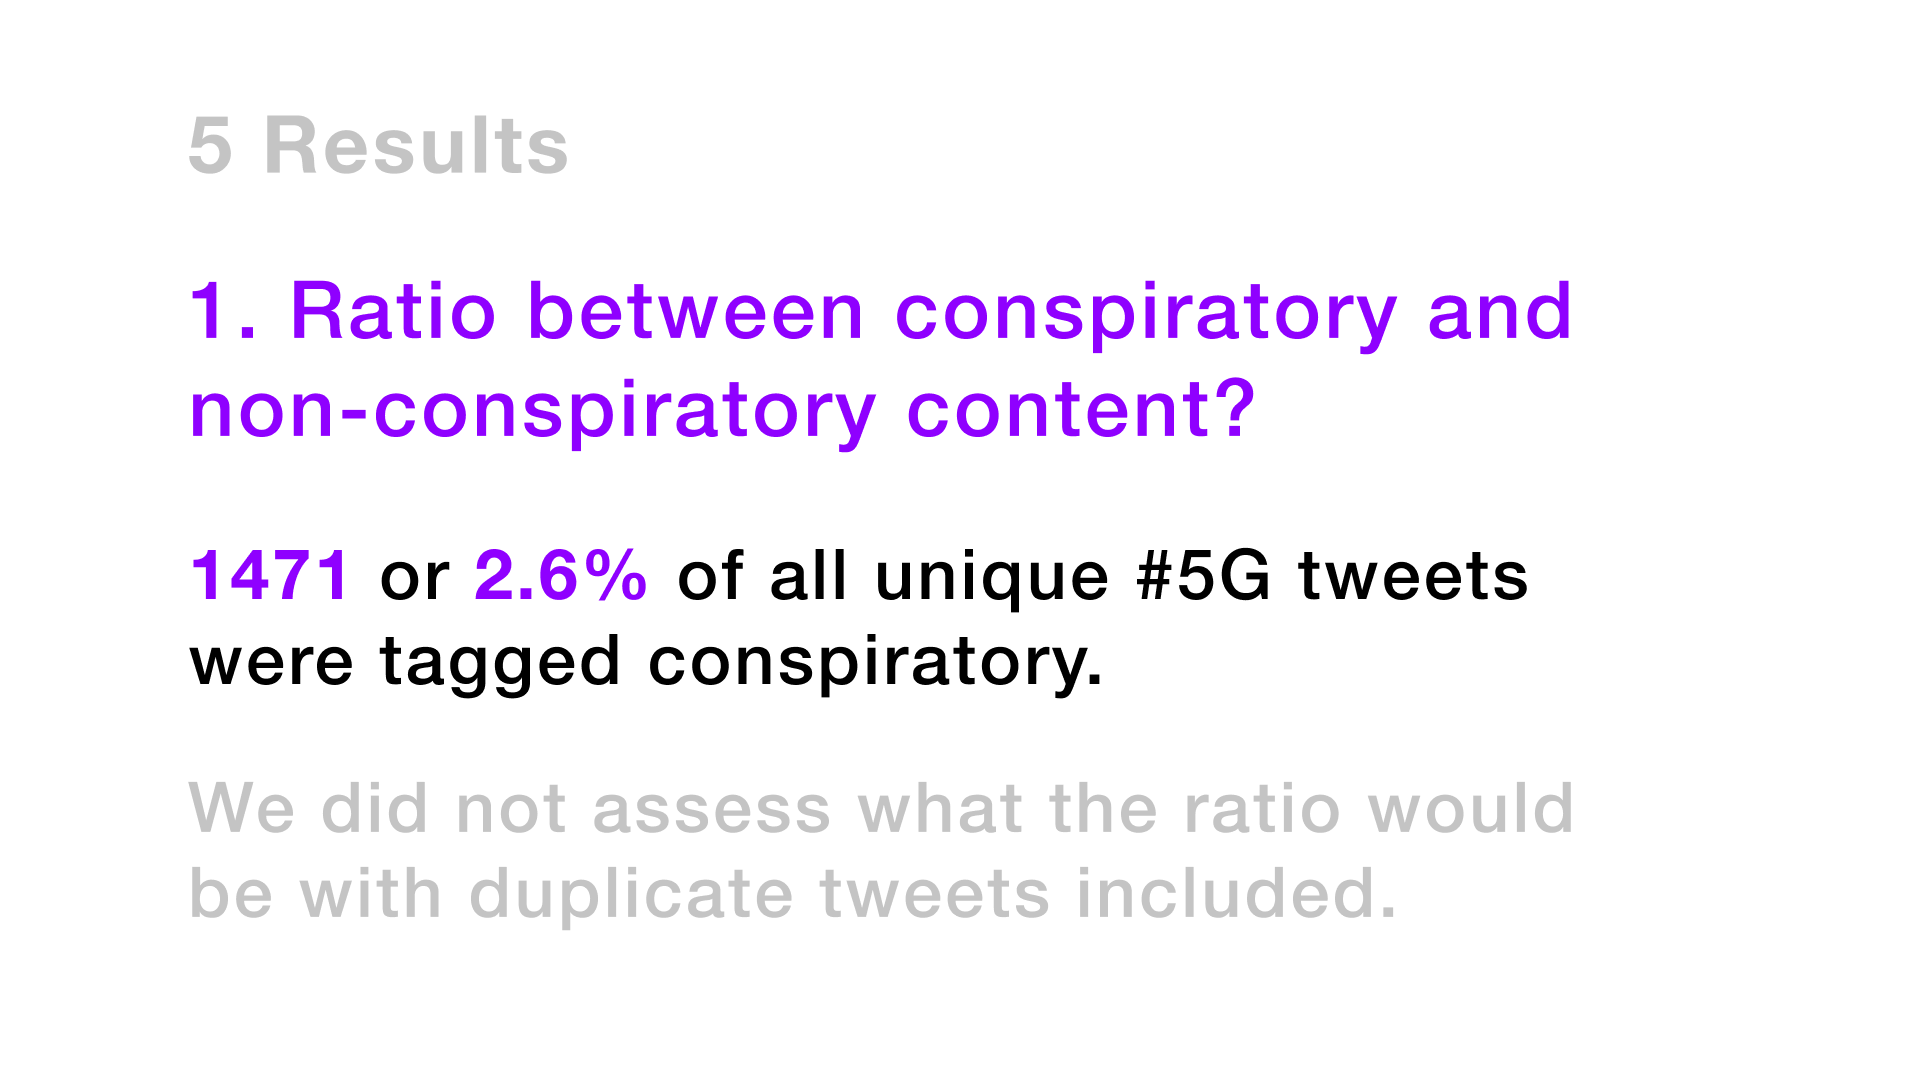 5 Results
1. Ratio between conspiratory and
non-conspiratory content?
1471 or 2.6% of all unique #5G tweets
were tagged conspiratory.
We did not assess what the ratio would
be with duplicate tweets included.